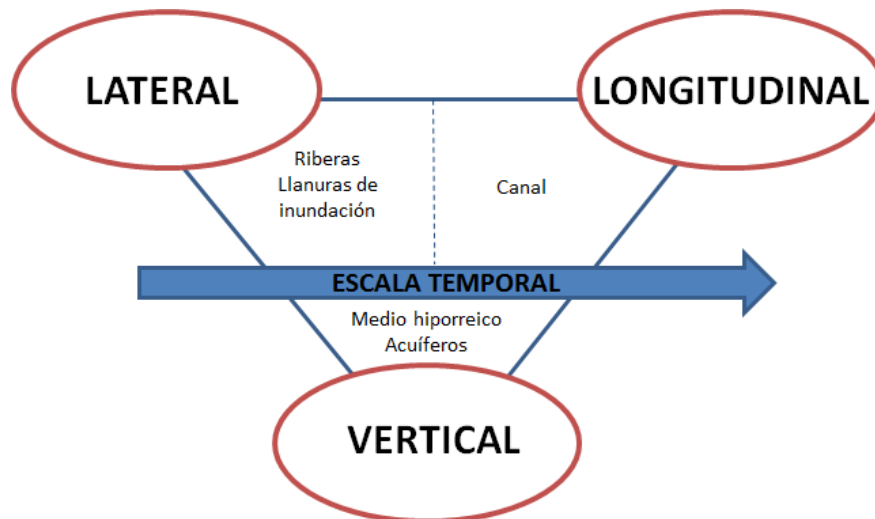 LATERAL
LONGITUDINAL
Riberas
Llanuras de
inundación
Canal
ESCALA TEMPORAL
Medio hiporreico
Acuíferos
VERTICAL